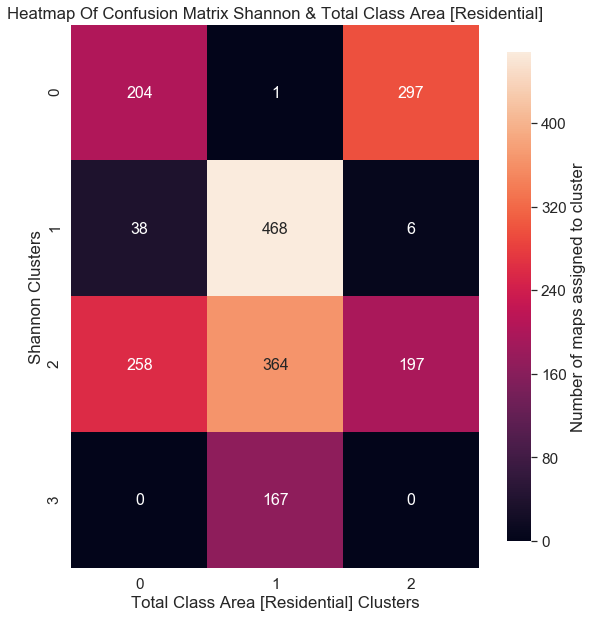 Heatmap Of Confusion Matrix Shannon & Total Class Area [Residential]
0 204 1 297
1 38 468 6
2 258 364 197
3 0 167 0
0 1 2
Total Class Area [Residential] Clusters
Shannon Clusters
400
320
240
160
80
0
Number of maps assigned to cluster